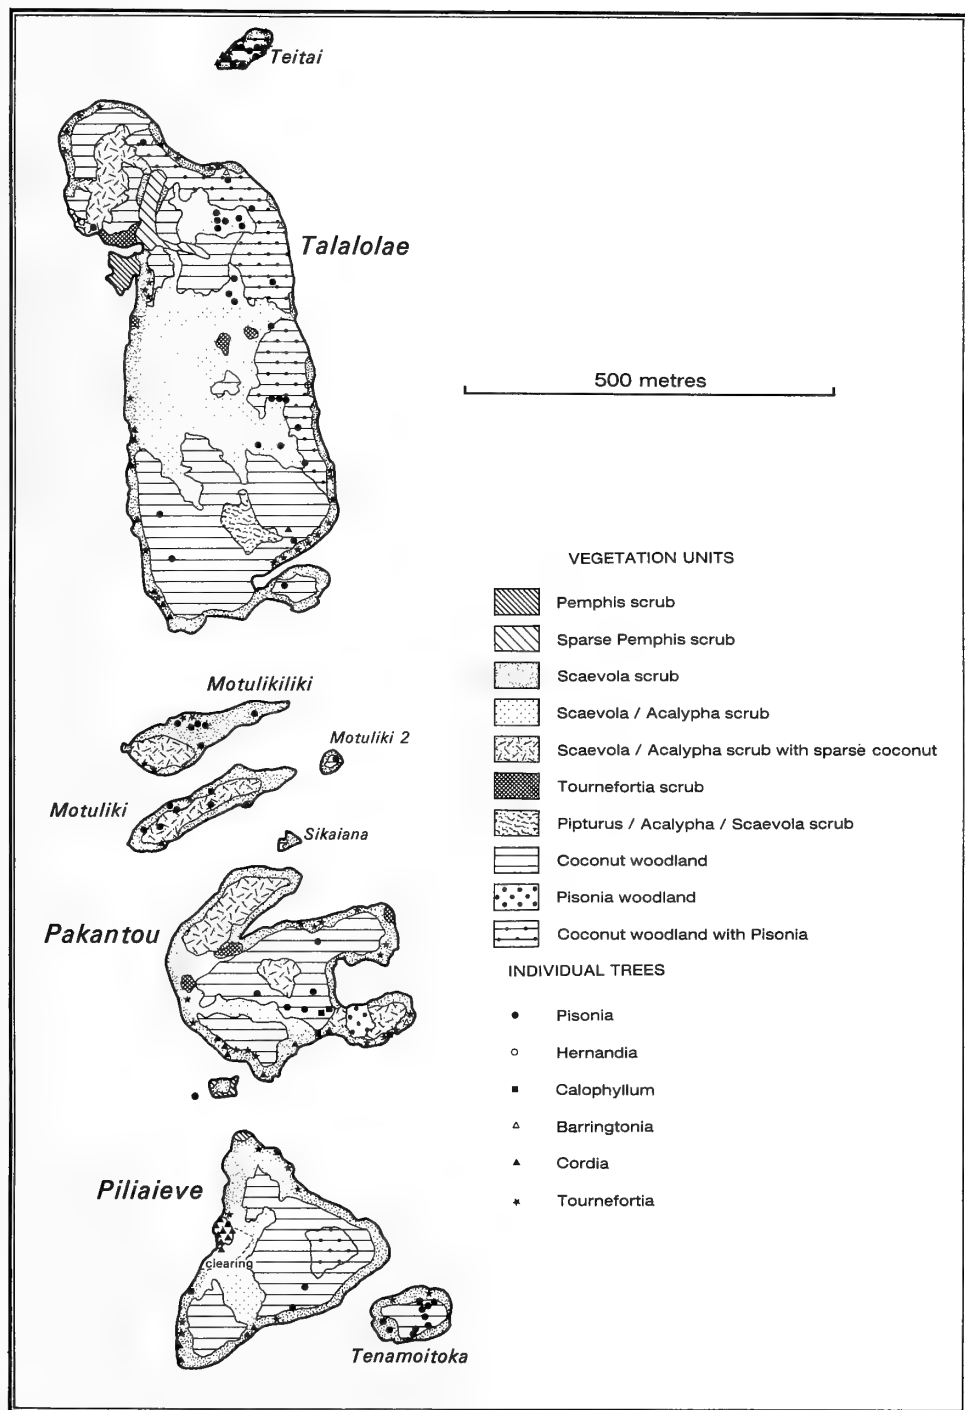 Teitai
Talalolae
500 metres
Motulikiliki
Motuliki 2
Motuliki
Sikaiana
Pakantou
Piliaieve
clearing
Tenamoitoka
VEGETATION UNITS
Pemphis scrub
Sparse Pemphis scrub
Scaevola scrub
Scaevola / Acalypha scrub
Scaevola / Acalypha scrub with sparse coconut
Tournefortia scrub
Pipturus / Acalypha / Scaevola scrub
Coconut woodland
Pisonia woodland
Coconut woodland with Pisonia
INDIVIDUAL TREES
Pisonia
Hernandia
Calophyllum
Barringtonia
Cordia
Tournefortia